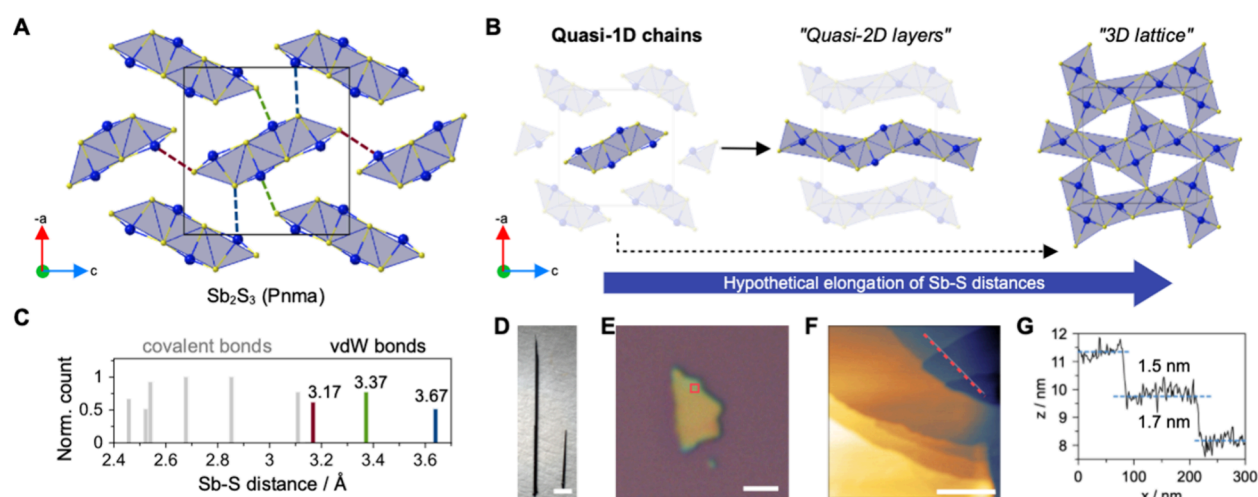 A
-a
c
Sb₂S₃ (Pnma)
B
Quasi-1D chains
"Quasi-2D layers"
"3D lattice"
-a
c
Hypothetical elongation of Sb-S distances
C
covalent bonds
vdW bonds
3.17
3.37
3.67
Norm. count
1
0.5
0
2.4 2.6 2.8 3.0 3.2 3.4 3.6
Sb-S distance / Å
D
E
F
G
z / nm
12
11
10
9
8
1.5 nm
1.7 nm
0 100 200 300
x / nm